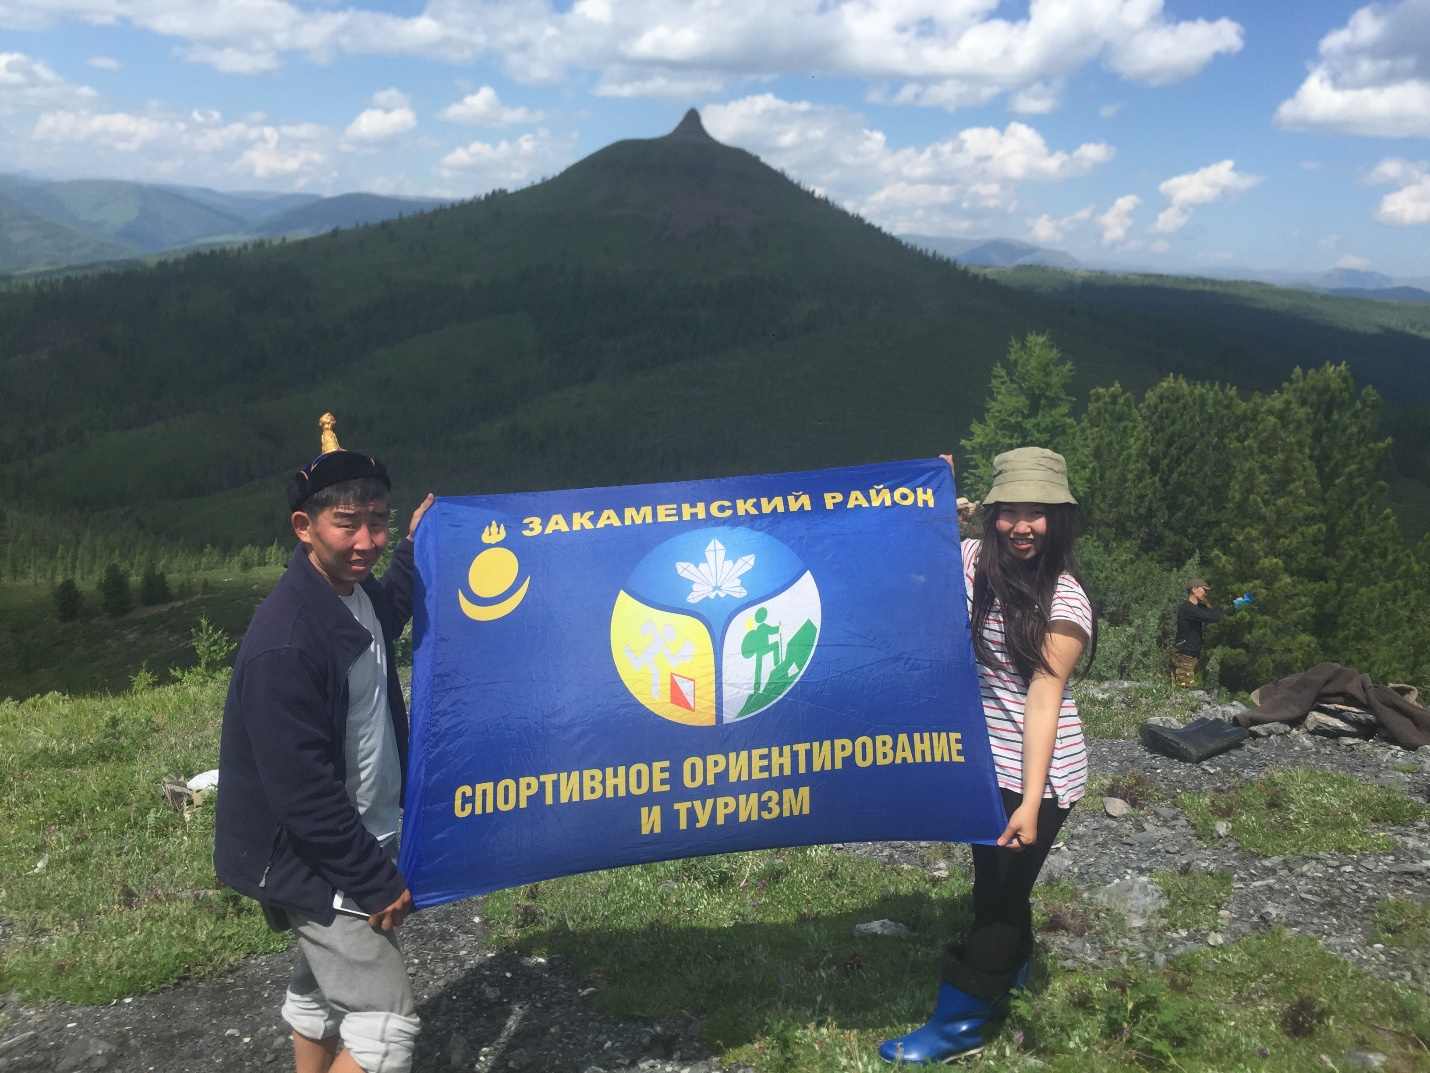 ЗАКАМЕНСКИЙ РАЙОН
СПОРТИВНОЕ ОРИЕНТИРОВАНИЕ
И ТУРИЗМ